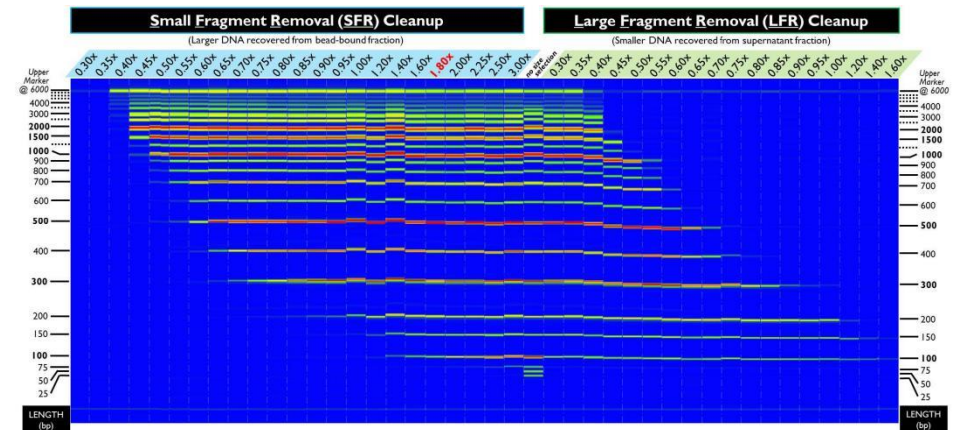 Small Fragment Removal (SFR) Cleanup
(Larger DNA recovered from bead-bound fraction)
Large Fragment Removal (LFR) Cleanup
(Smaller DNA recovered from supernatant fraction)
0.30x 0.35x 0.40x 0.45x 0.50x 0.55x 0.60x 0.65x 0.70x 0.75x 0.80x 0.85x 0.90x 0.95x 1.00x 1.20x 1.40x 1.60x 1.80x 2.00x 2.25x 2.50x 3.00x no size selection 0.30x 0.35x 0.40x 0.45x 0.50x 0.55x 0.60x 0.65x 0.70x 0.75x 0.80x 0.85x 0.90x 0.95x 1.00x 1.20x 1.40x 1.60x
Upper
Marker
@ 6000
4000
3000
2000
1500
1000
900
800
700
600
500
400
300
200
150
100
75
50
25
LENGTH
(bp)
Upper
Marker
@ 6000
4000
3000
2000
1500
1000
900
800
700
600
500
400
300
200
150
100
75
50
25
LENGTH
(bp)